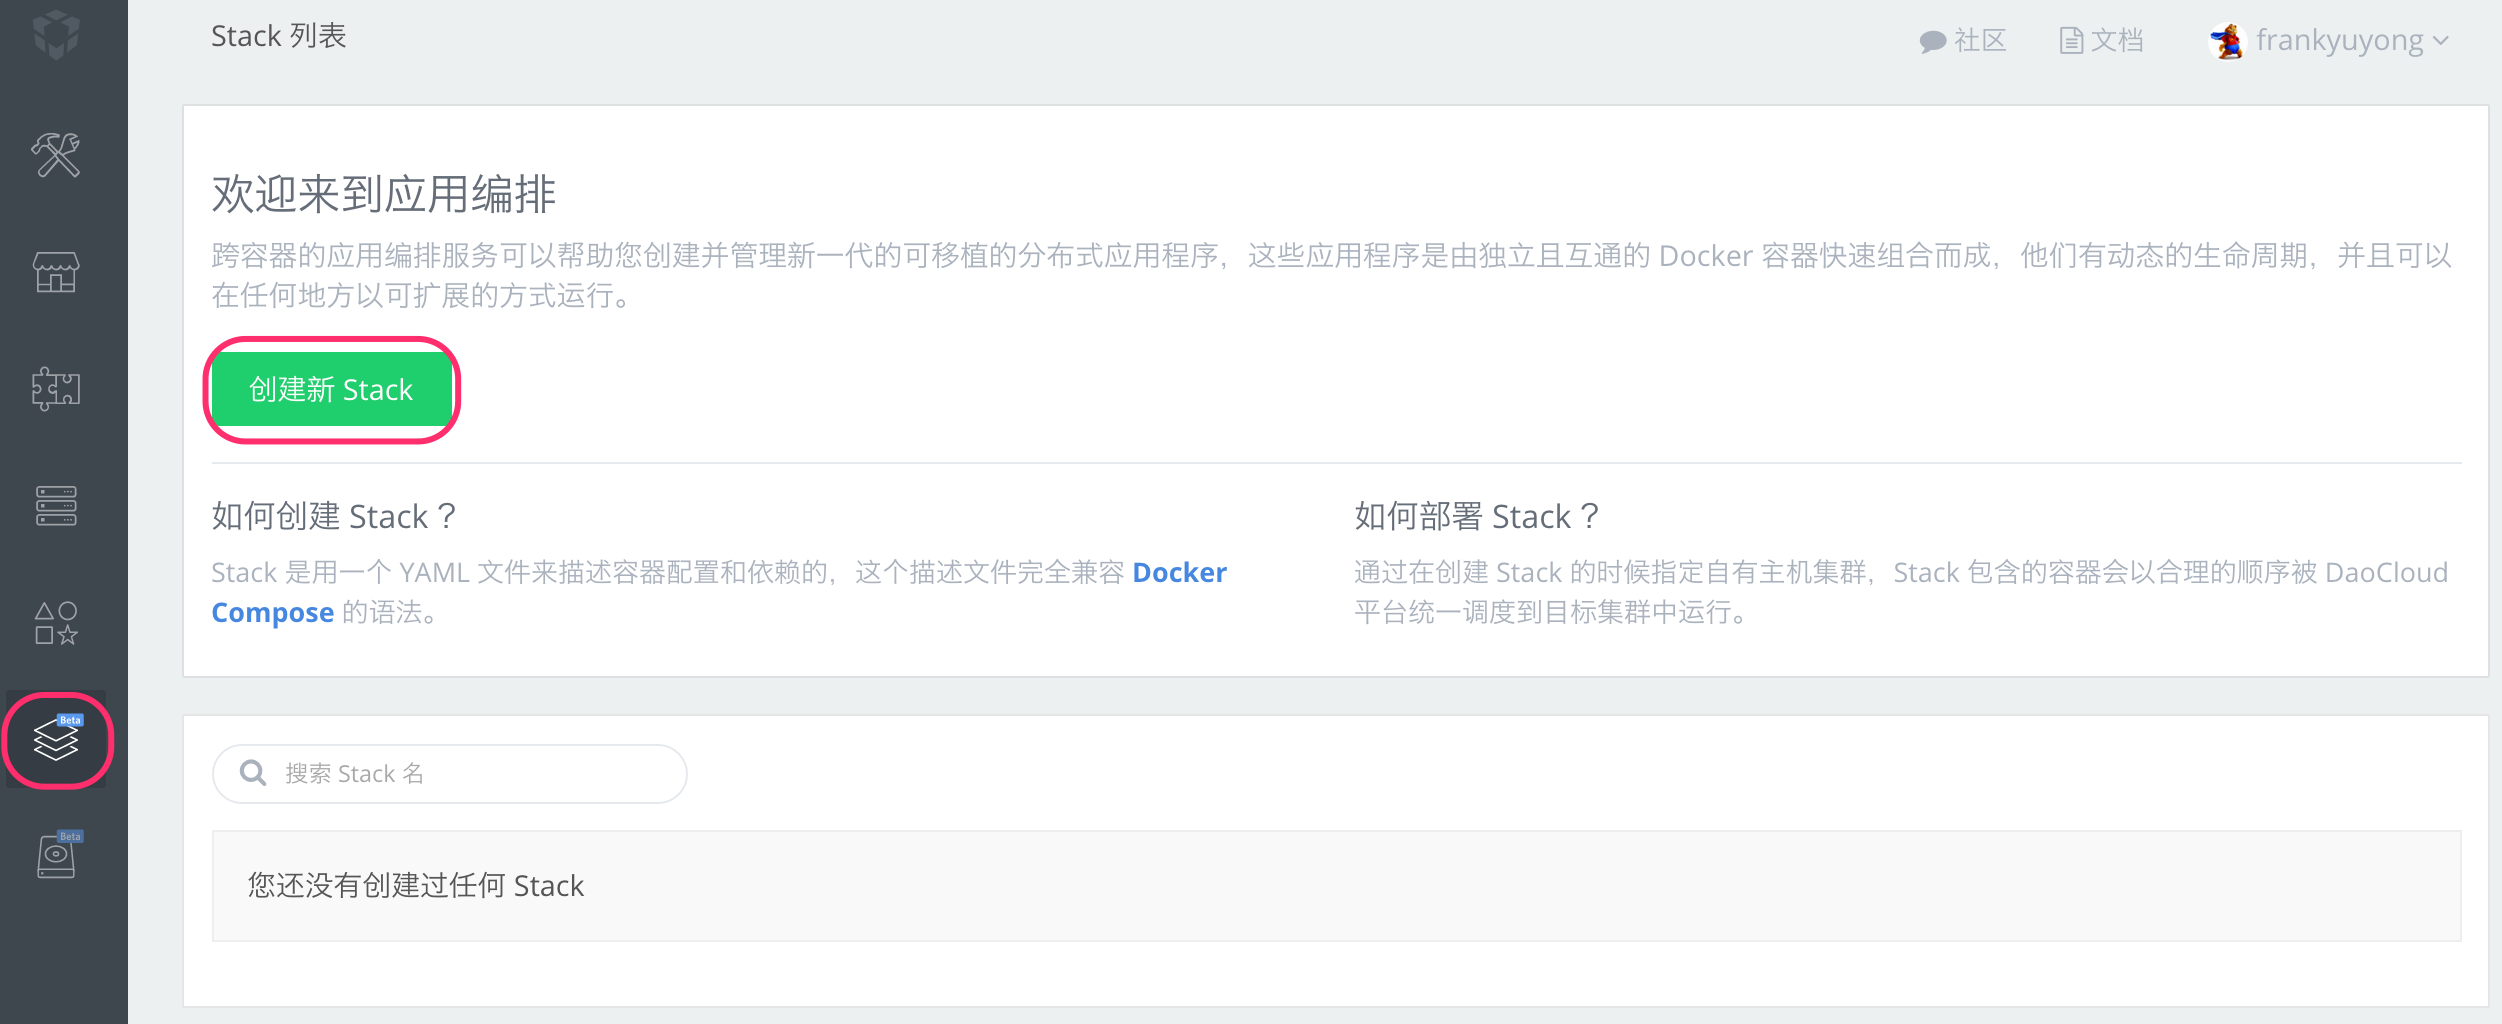 Stack 列表
社区
文档
frankyuyong
欢迎来到应用编排
跨容器的应用编排服务可以帮助您创建并管理新一代的可移植的分布式应用程序，这些应用程序是由独立且互通的 Docker 容器快速组合而成，他们有动态的生命周期，并且可以
在任何地方以可扩展的方式运行。
创建新 Stack
如何创建 Stack？
Stack 是用一个 YAML 文件来描述容器配置和依赖的，这个描述文件完全兼容 Docker
Compose 的语法。
如何部署 Stack？
通过在创建 Stack 的时候指定自有主机集群，Stack 包含的容器会以合理的顺序被 DaoCloud
平台统一调度到目标集群中运行。
Beta
搜索 Stack 名
Beta
您还没有创建过任何 Stack